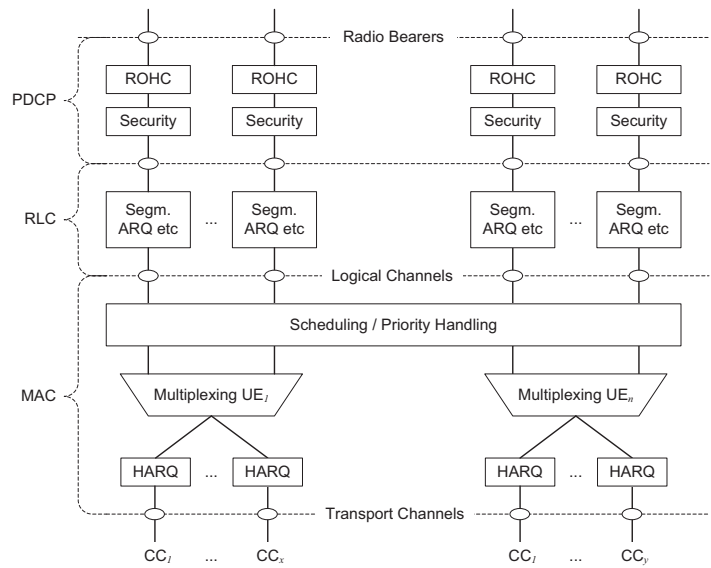 Radio Bearers
ROHC ROHC ROHC ROHC
PDCP
Security Security Security Security
Segm. ARQ etc ... Segm. ARQ etc Segm. ARQ etc ... Segm. ARQ etc
RLC
Logical Channels
Scheduling / Priority Handling
MAC
Multiplexing UE1 Multiplexing UEn
HARQ ... HARQ HARQ ... HARQ
Transport Channels
CC1 ... CCx CC1 ... CCy